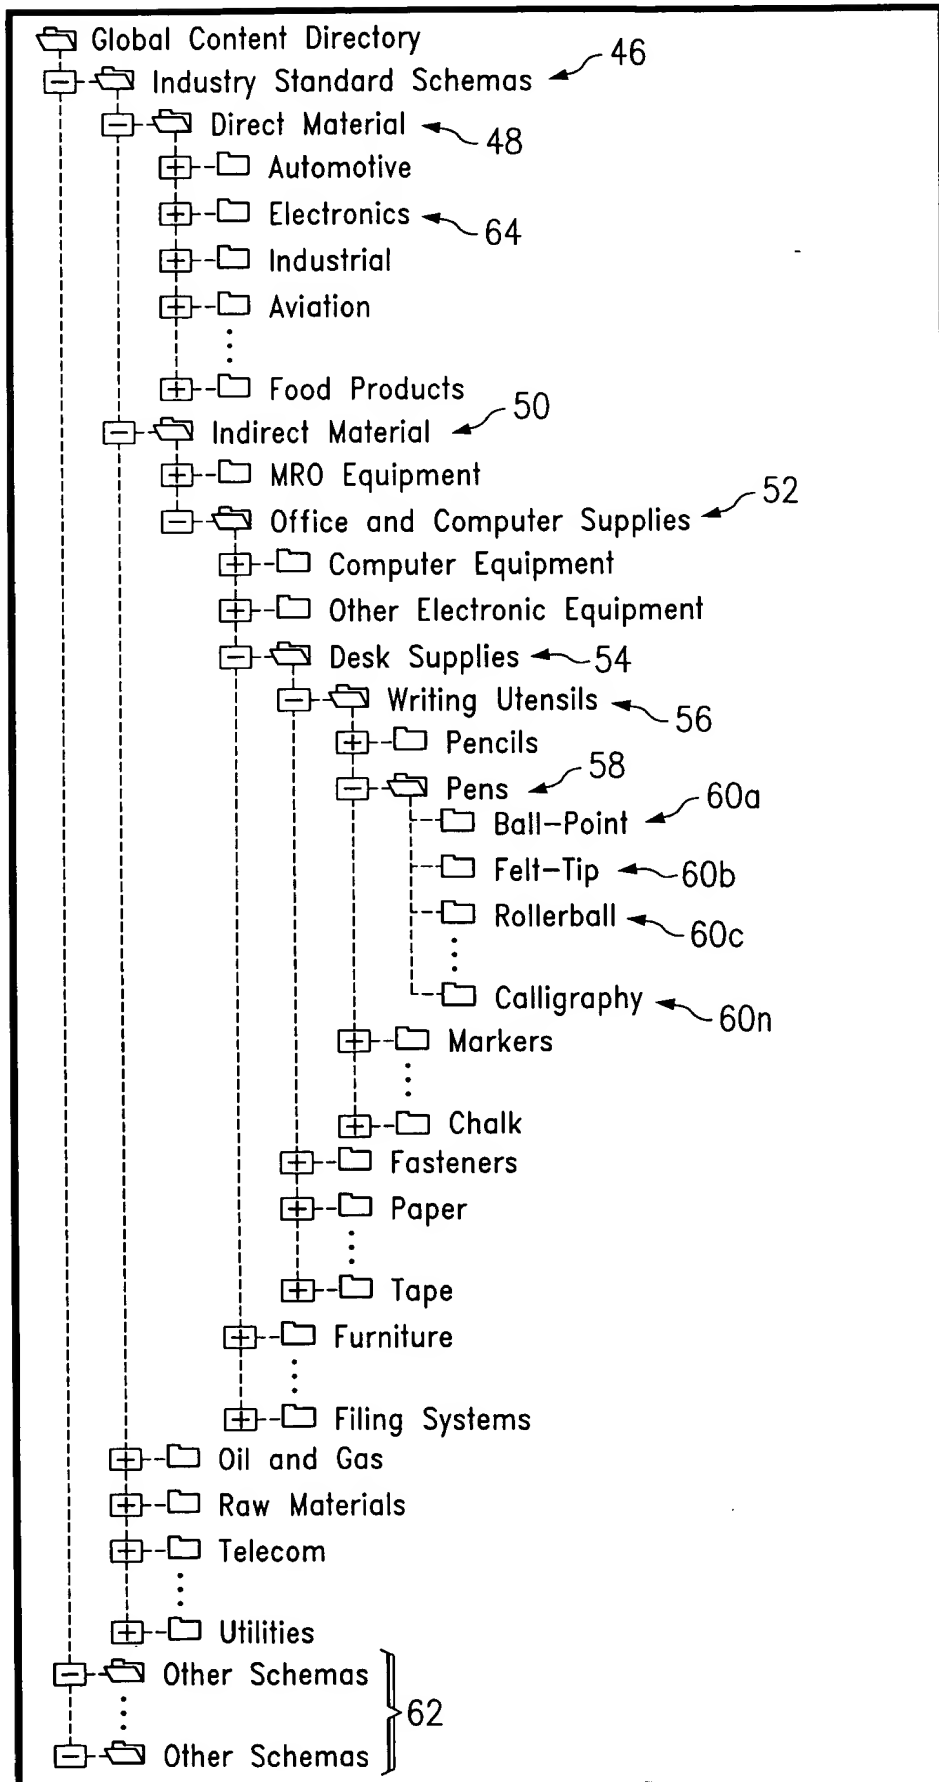 Global Content Directory
Industry Standard Schemas 46
Direct Material 48
Automotive
Electronics 64
Industrial
Aviation
Food Products
Indirect Material 50
MRO Equipment
Office and Computer Supplies 52
Computer Equipment
Other Electronic Equipment
Desk Supplies 54
Writing Utensils 56
Pencils
Pens 58
Ball-Point 60a
Felt-Tip 60b
Rollerball 60c
Calligraphy 60n
Markers
Chalk
Fasteners
Paper
Tape
Furniture
Filing Systems
Oil and Gas
Raw Materials
Telecom
Utilities
Other Schemas
62
Other Schemas